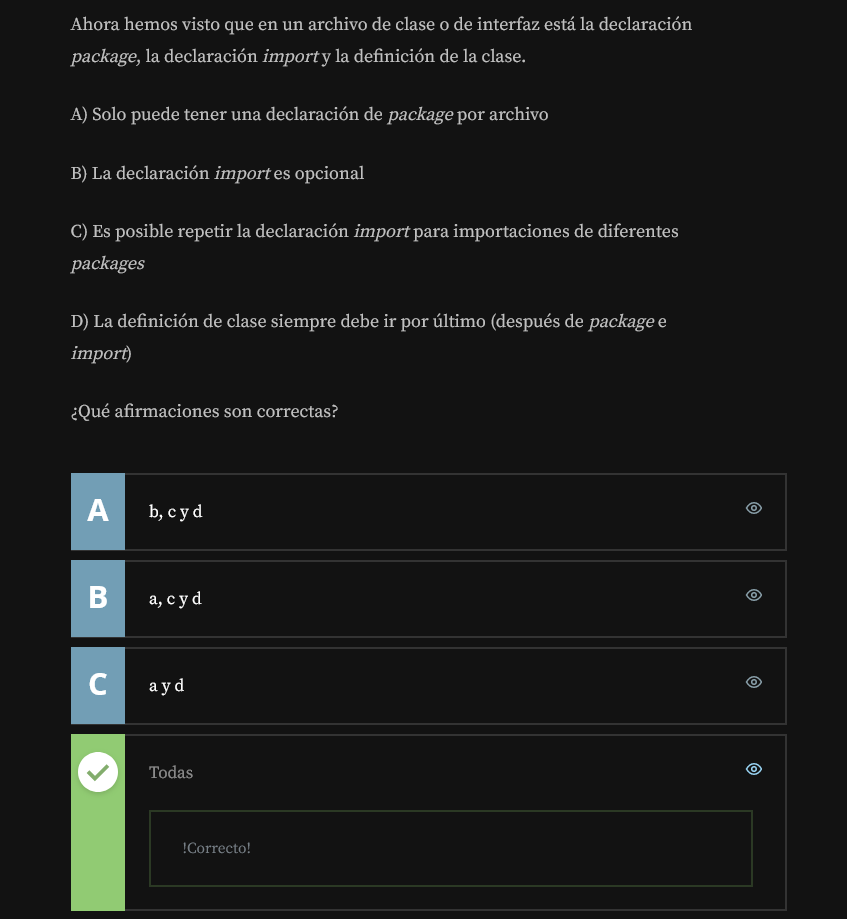 Ahora hemos visto que en un archivo de clase o de interfaz está la declaración
package, la declaración import y la definición de la clase.
A) Solo puede tener una declaración de package por archivo
B) La declaración import es opcional
C) Es posible repetir la declaración import para importaciones de diferentes
packages
D) La definición de clase siempre debe ir por último (después de package e
import)
¿Qué afirmaciones son correctas?
A b, c y d
B a, c y d
C a y d
Todas
!Correcto!